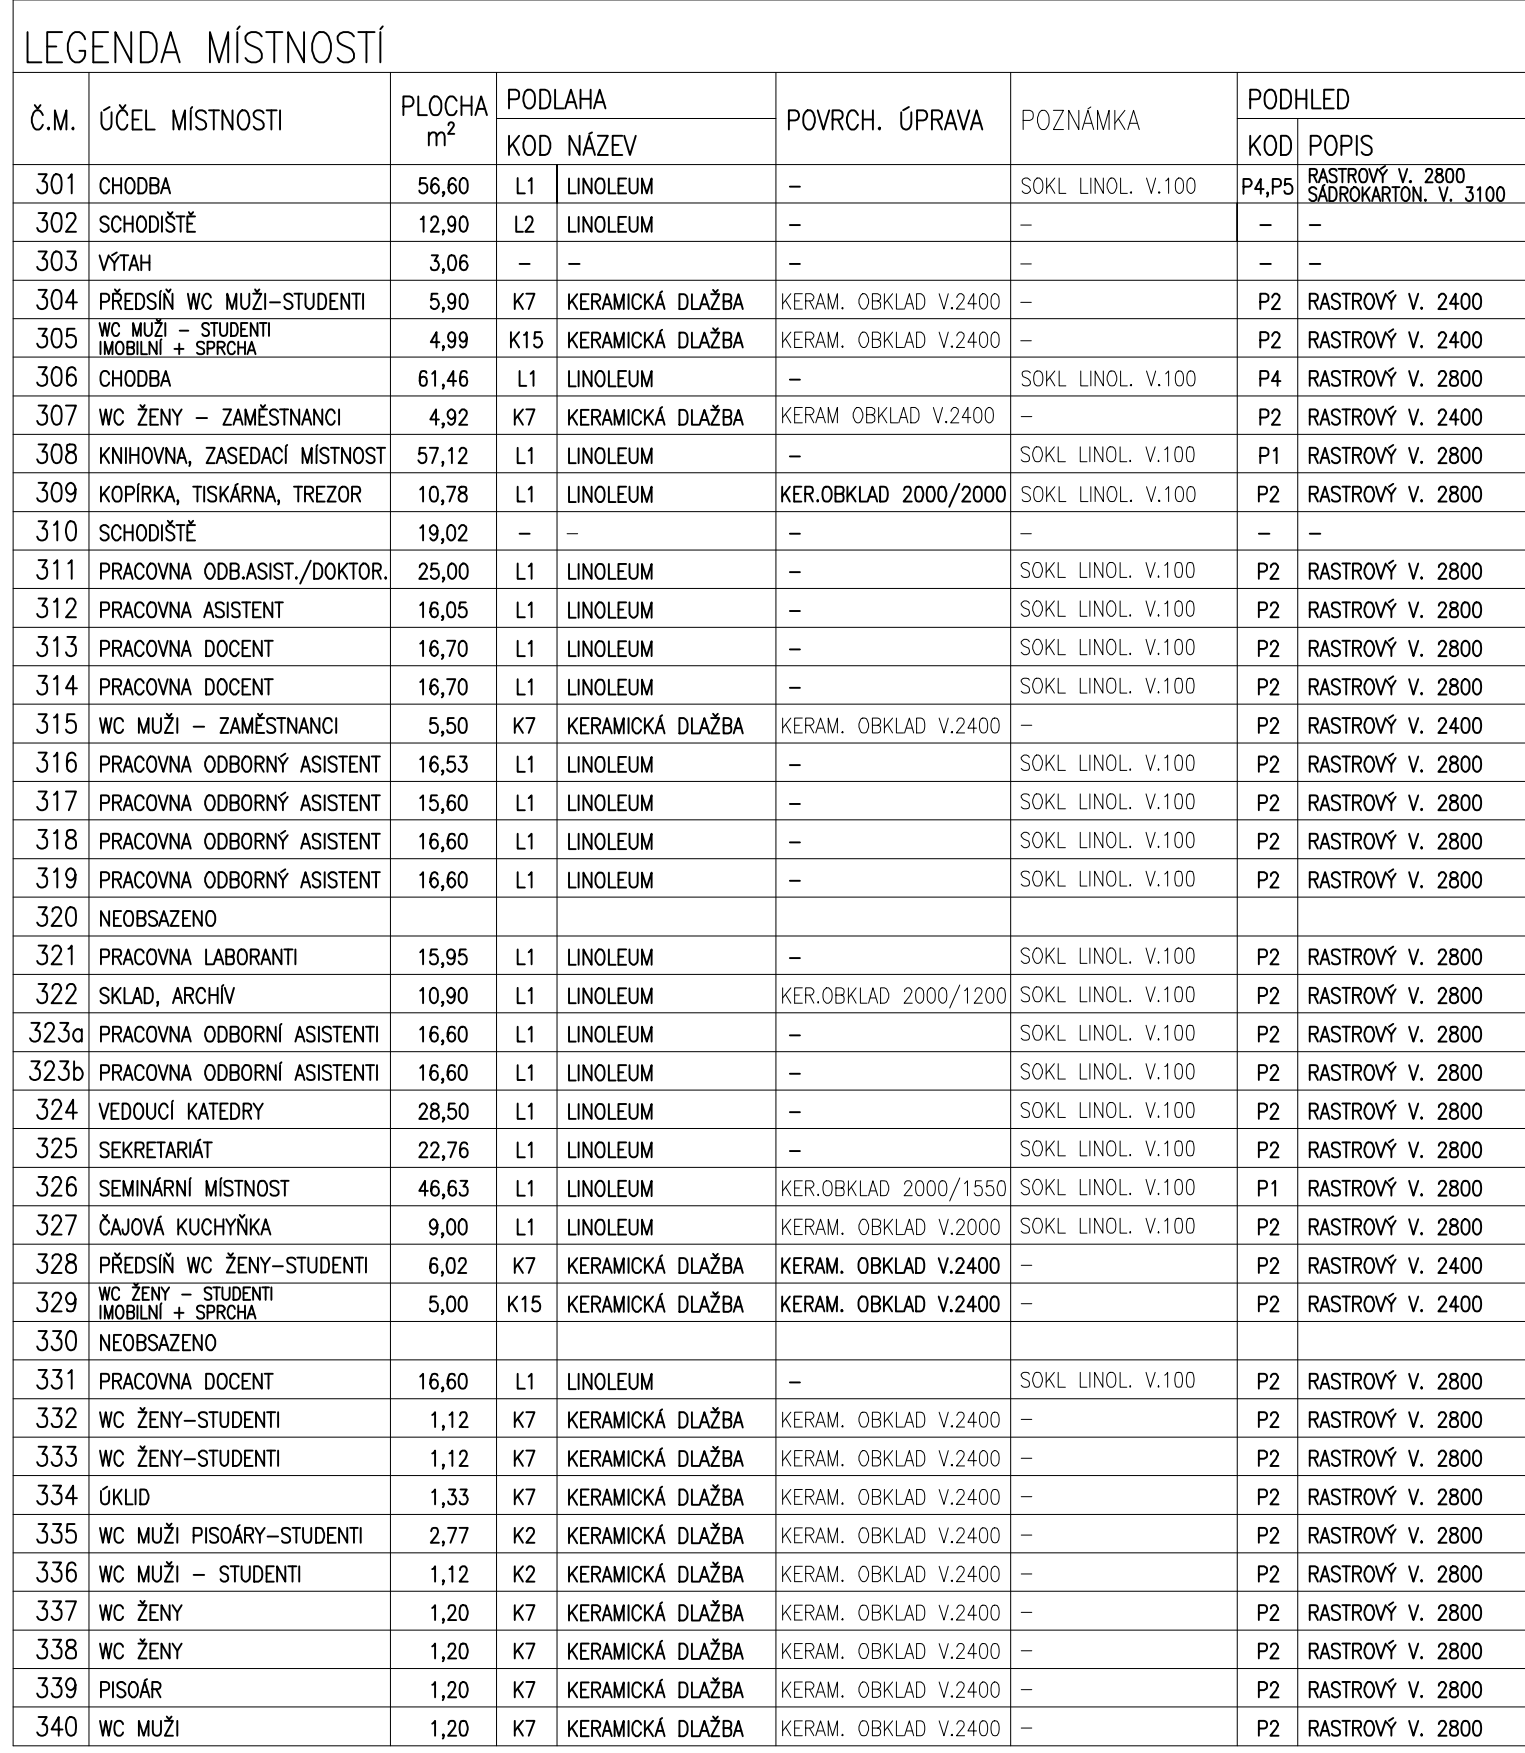 LEGENDA MÍSTNOSTÍ
Č.M. ÚČEL MÍSTNOSTI PLOCHA m² PODLAHA POVRCH. ÚPRAVA POZNÁMKA PODHLED
KOD NÁZEV KOD POPIS
301 CHODBA 56,60 L1 LINOLEUM – SOKL LINOL. V.100 P4,P5 RASTROVÝ V. 2800
SÁDROKARTON. V. 3100
302 SCHODIŠTĚ 12,90 L2 LINOLEUM – – – –
303 VÝTAH 3,06 – – – – – –
304 PŘEDSÍŇ WC MUŽI–STUDENTI 5,90 K7 KERAMICKÁ DLAŽBA KERAM. OBKLAD V.2400 – P2 RASTROVÝ V. 2400
305 WC MUŽI – STUDENTI
IMOBILNÍ + SPRCHA 4,99 K15 KERAMICKÁ DLAŽBA KERAM. OBKLAD V.2400 – P2 RASTROVÝ V. 2400
306 CHODBA 61,46 L1 LINOLEUM – SOKL LINOL. V.100 P4 RASTROVÝ V. 2800
307 WC ŽENY – ZAMĚSTNANCI 4,92 K7 KERAMICKÁ DLAŽBA KERAM OBKLAD V.2400 – P2 RASTROVÝ V. 2400
308 KNIHOVNA, ZASEDACÍ MÍSTNOST 57,12 L1 LINOLEUM – SOKL LINOL. V.100 P1 RASTROVÝ V. 2800
309 KOPÍRKA, TISKÁRNA, TREZOR 10,78 L1 LINOLEUM KER.OBKLAD 2000/2000 SOKL LINOL. V.100 P2 RASTROVÝ V. 2800
310 SCHODIŠTĚ 19,02 – – – – – –
311 PRACOVNA ODB.ASIST./DOKTOR. 25,00 L1 LINOLEUM – SOKL LINOL. V.100 P2 RASTROVÝ V. 2800
312 PRACOVNA ASISTENT 16,05 L1 LINOLEUM – SOKL LINOL. V.100 P2 RASTROVÝ V. 2800
313 PRACOVNA DOCENT 16,70 L1 LINOLEUM – SOKL LINOL. V.100 P2 RASTROVÝ V. 2800
314 PRACOVNA DOCENT 16,70 L1 LINOLEUM – SOKL LINOL. V.100 P2 RASTROVÝ V. 2800
315 WC MUŽI – ZAMĚSTNANCI 5,50 K7 KERAMICKÁ DLAŽBA KERAM. OBKLAD V.2400 – P2 RASTROVÝ V. 2400
316 PRACOVNA ODBORNÝ ASISTENT 16,53 L1 LINOLEUM – SOKL LINOL. V.100 P2 RASTROVÝ V. 2800
317 PRACOVNA ODBORNÝ ASISTENT 15,60 L1 LINOLEUM – SOKL LINOL. V.100 P2 RASTROVÝ V. 2800
318 PRACOVNA ODBORNÝ ASISTENT 16,60 L1 LINOLEUM – SOKL LINOL. V.100 P2 RASTROVÝ V. 2800
319 PRACOVNA ODBORNÝ ASISTENT 16,60 L1 LINOLEUM – SOKL LINOL. V.100 P2 RASTROVÝ V. 2800
320 NEOBSAZENO
321 PRACOVNA LABORANTI 15,95 L1 LINOLEUM – SOKL LINOL. V.100 P2 RASTROVÝ V. 2800
322 SKLAD, ARCHÍV 10,90 L1 LINOLEUM KER.OBKLAD 2000/1200 SOKL LINOL. V.100 P2 RASTROVÝ V. 2800
323a PRACOVNA ODBORNÍ ASISTENTI 16,60 L1 LINOLEUM – SOKL LINOL. V.100 P2 RASTROVÝ V. 2800
323b PRACOVNA ODBORNÍ ASISTENTI 16,60 L1 LINOLEUM – SOKL LINOL. V.100 P2 RASTROVÝ V. 2800
324 VEDOUCÍ KATEDRY 28,50 L1 LINOLEUM – SOKL LINOL. V.100 P2 RASTROVÝ V. 2800
325 SEKRETARIÁT 22,76 L1 LINOLEUM – SOKL LINOL. V.100 P2 RASTROVÝ V. 2800
326 SEMINÁRNÍ MÍSTNOST 46,63 L1 LINOLEUM KER.OBKLAD 2000/1550 SOKL LINOL. V.100 P1 RASTROVÝ V. 2800
327 ČAJOVÁ KUCHYŇKA 9,00 L1 LINOLEUM KERAM. OBKLAD V.2000 SOKL LINOL. V.100 P2 RASTROVÝ V. 2800
328 PŘEDSÍŇ WC ŽENY–STUDENTI 6,02 K7 KERAMICKÁ DLAŽBA KERAM. OBKLAD V.2400 – P2 RASTROVÝ V. 2400
329 WC ŽENY – STUDENTI
IMOBILNÍ + SPRCHA 5,00 K15 KERAMICKÁ DLAŽBA KERAM. OBKLAD V.2400 – P2 RASTROVÝ V. 2400
330 NEOBSAZENO
331 PRACOVNA DOCENT 16,60 L1 LINOLEUM – SOKL LINOL. V.100 P2 RASTROVÝ V. 2800
332 WC ŽENY–STUDENTI 1,12 K7 KERAMICKÁ DLAŽBA KERAM. OBKLAD V.2400 – P2 RASTROVÝ V. 2800
333 WC ŽENY–STUDENTI 1,12 K7 KERAMICKÁ DLAŽBA KERAM. OBKLAD V.2400 – P2 RASTROVÝ V. 2800
334 ÚKLID 1,33 K7 KERAMICKÁ DLAŽBA KERAM. OBKLAD V.2400 – P2 RASTROVÝ V. 2800
335 WC MUŽI PISOÁRY–STUDENTI 2,77 K2 KERAMICKÁ DLAŽBA KERAM. OBKLAD V.2400 – P2 RASTROVÝ V. 2800
336 WC MUŽI – STUDENTI 1,12 K2 KERAMICKÁ DLAŽBA KERAM. OBKLAD V.2400 – P2 RASTROVÝ V. 2800
337 WC ŽENY 1,20 K7 KERAMICKÁ DLAŽBA KERAM. OBKLAD V.2400 – P2 RASTROVÝ V. 2800
338 WC ŽENY 1,20 K7 KERAMICKÁ DLAŽBA KERAM. OBKLAD V.2400 – P2 RASTROVÝ V. 2800
339 PISOÁR 1,20 K7 KERAMICKÁ DLAŽBA KERAM. OBKLAD V.2400 – P2 RASTROVÝ V. 2800
340 WC MUŽI 1,20 K7 KERAMICKÁ DLAŽBA KERAM. OBKLAD V.2400 – P2 RASTROVÝ V. 2800